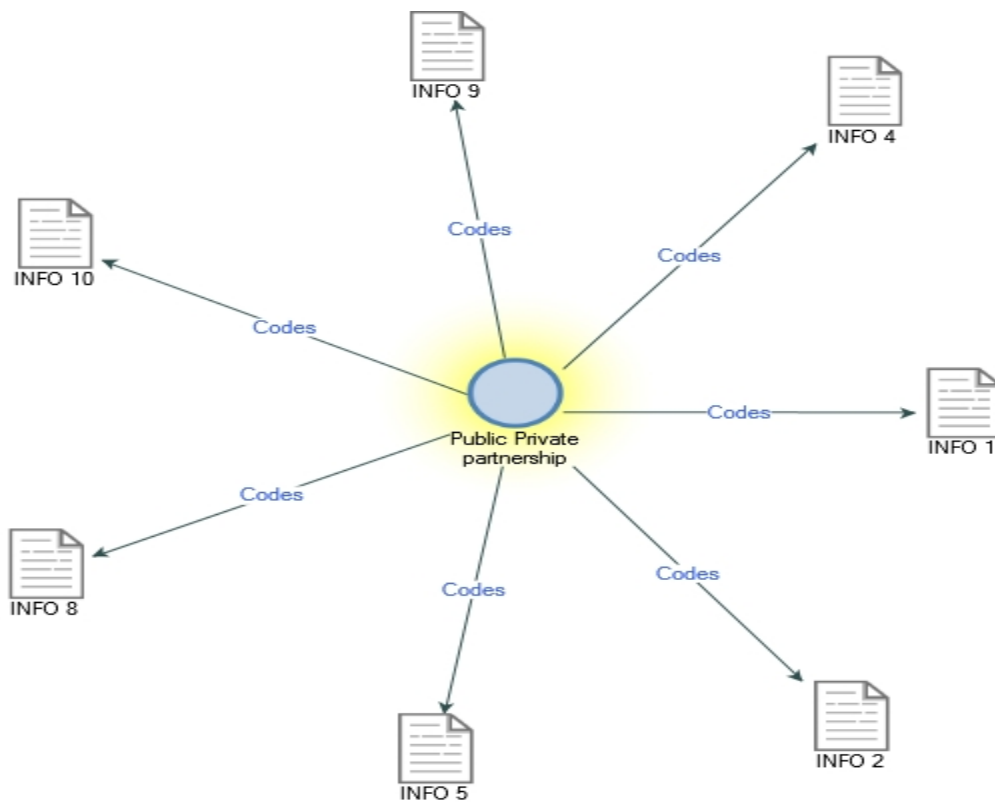 INFO 9
INFO 4
Codes
Codes
INFO 10
Codes
Codes
INFO 1
Public Private
partnership
Codes
Codes
Codes
INFO 8
INFO 2
INFO 5